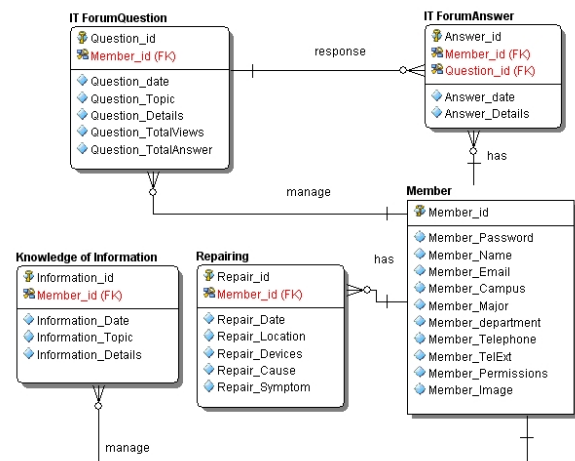 IT ForumQuestion
Question_id
Member_id (FK)
Question_date
Question_Topic
Question_Details
Question_TotalViews
Question_TotalAnswer
response
IT ForumAnswer
Answer_id
Member_id (FK)
Question_id (FK)
Answer_date
Answer_Details
has
manage
Member
Member_id
Member_Password
Member_Name
Member_Email
Member_Campus
Member_Major
Member_department
Member_Telephone
Member_TelExt
Member_Permissions
Member_Image
has
Knowledge of Information
Information_id
Member_id (FK)
Information_Date
Information_Topic
Information_Details
Repairing
Repair_id
Member_id (FK)
Repair_Date
Repair_Location
Repair_Devices
Repair_Cause
Repair_Symptom
manage